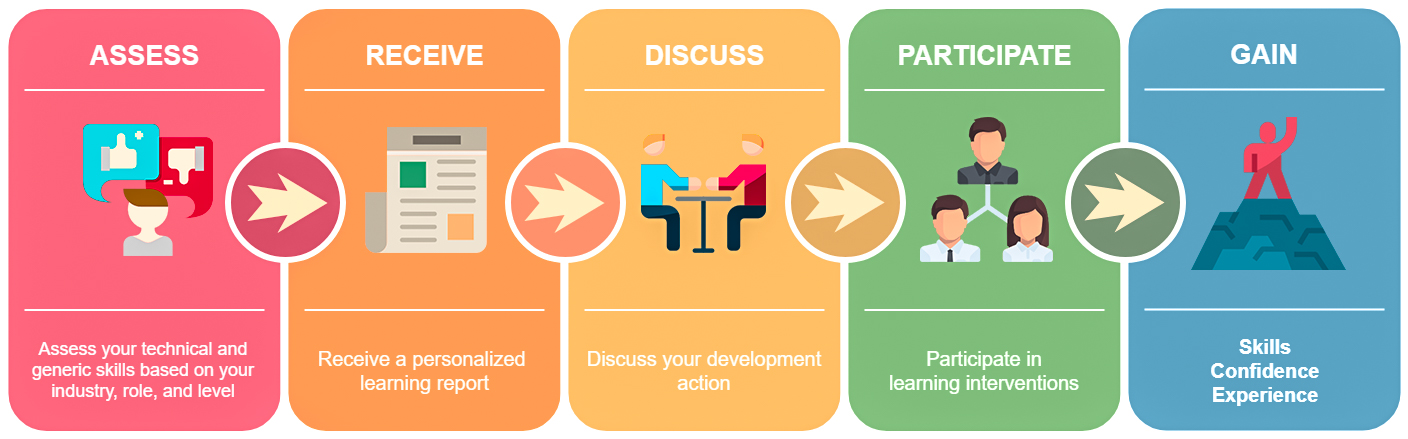 ASSESS
Assess your technical and
generic skills based on your
industry, role, and level
RECEIVE
Receive a personalized
learning report
DISCUSS
Discuss your development
action
PARTICIPATE
Participate in
learning interventions
GAIN
Skills
Confidence
Experience